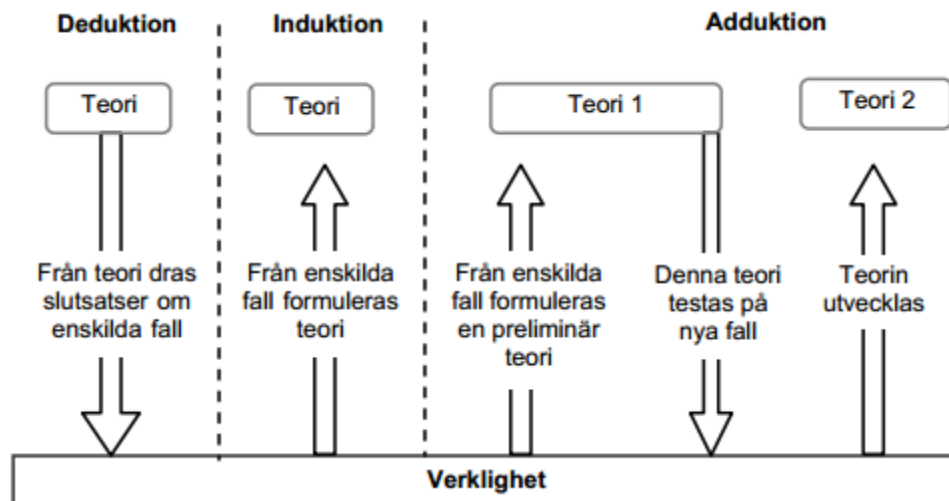 Deduktion
Induktion
Adduktion
Teori
Teori
Teori 1
Teori 2
Från teori dras
slutsatser om
enskilda fall
Från enskilda
fall formuleras
teori
Från enskilda
fall formuleras
en preliminär
teori
Denna teori
testas på
nya fall
Teorin
utvecklas
Verklighet